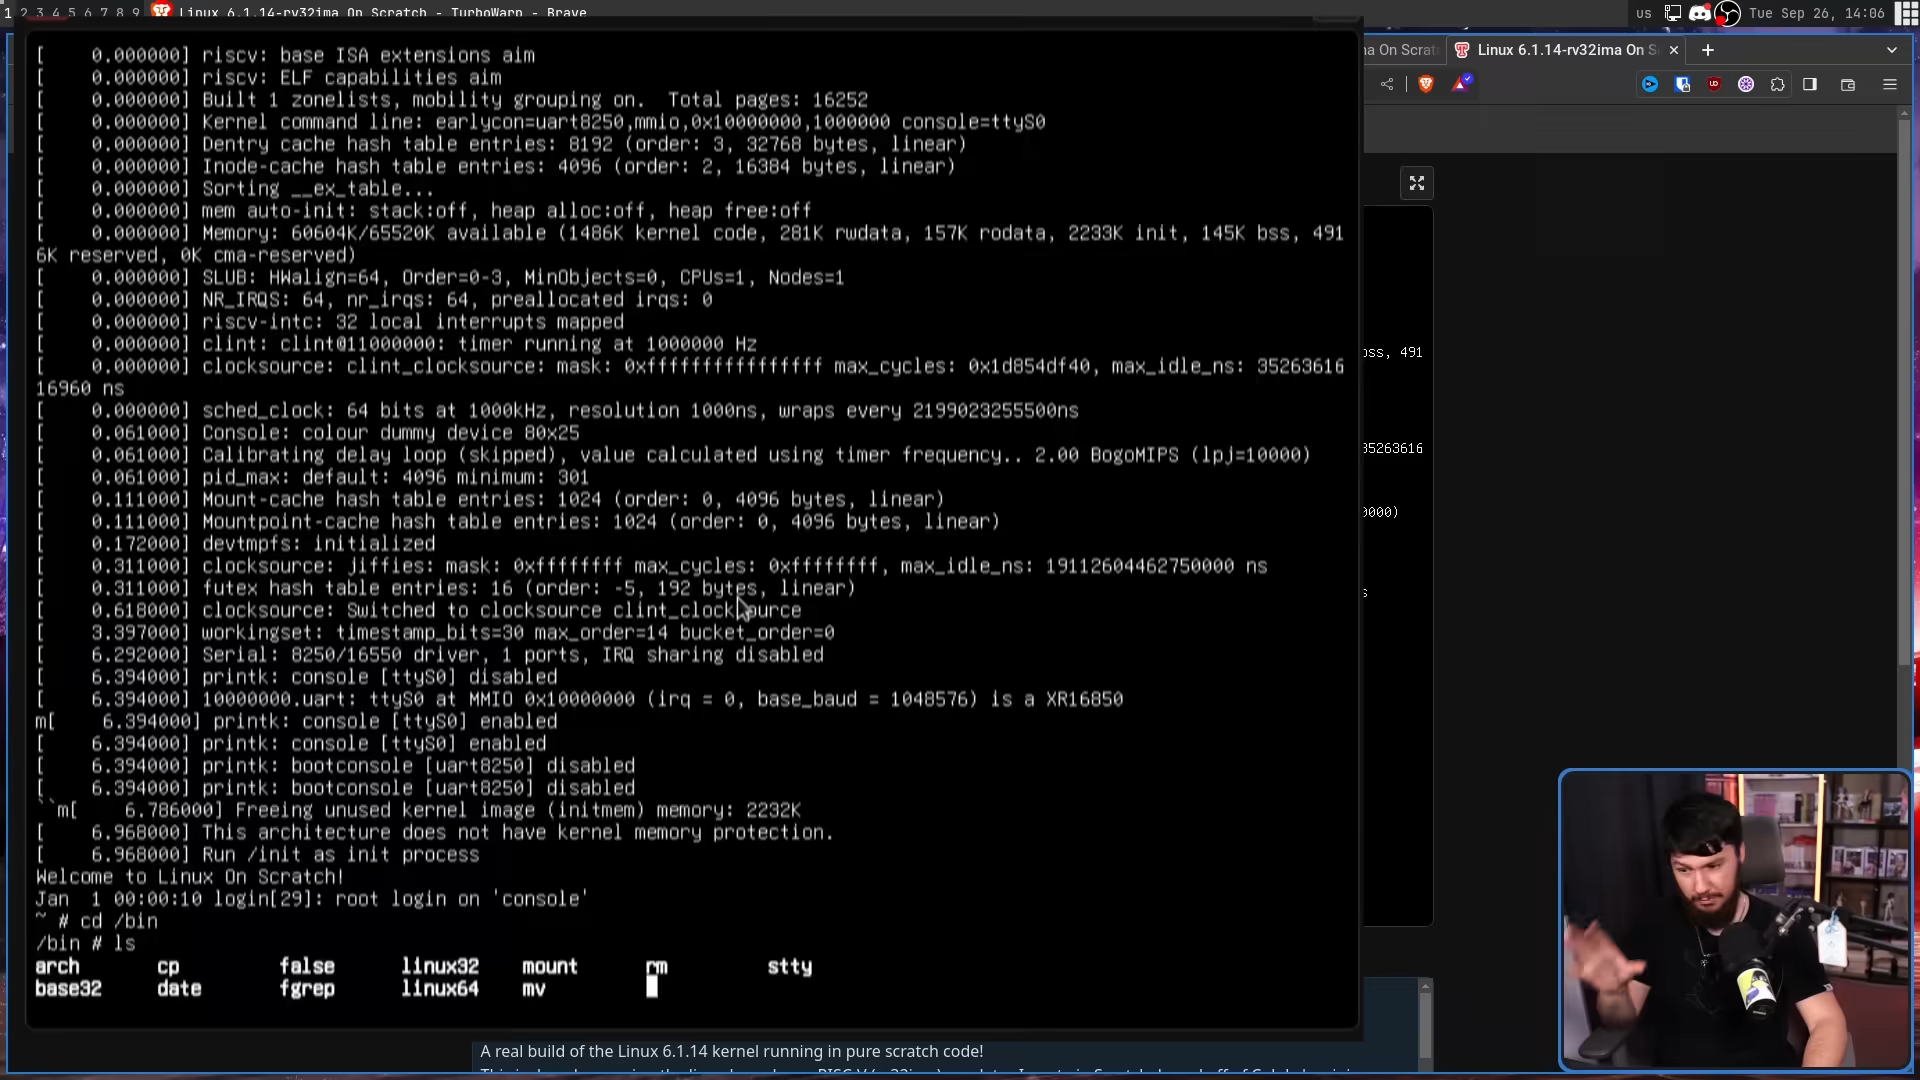 1 2 3 4 5 6 7 8 9 Linux 6.1.14-rv32ima On Scratch - TurboWarp - Brave
us Tue Sep 26, 14:06
Linux 6.1.14-rv32ima On S
[ 0.000000] riscv: base ISA extensions aim
[ 0.000000] riscv: ELF capabilities aim
[ 0.000000] Built 1 zonelists, mobility grouping on. Total pages: 16252
[ 0.000000] Kernel command line: earlycon=uart8250,mmio,0x10000000,1000000 console=ttyS0
[ 0.000000] Dentry cache hash table entries: 8192 (order: 3, 32768 bytes, linear)
[ 0.000000] Inode-cache hash table entries: 4096 (order: 2, 16384 bytes, linear)
[ 0.000000] Sorting __ex_table...
[ 0.000000] mem auto-init: stack:off, heap alloc:off, heap free:off
[ 0.000000] Memory: 60604K/65520K available (1486K kernel code, 281K rwdata, 157K rodata, 2233K init, 145K bss, 491
6K reserved, 0K cma-reserved)
[ 0.000000] SLUB: HWalign=64, Order=0-3, MinObjects=0, CPUs=1, Nodes=1
[ 0.000000] NR_IRQS: 64, nr_irqs: 64, preallocated irqs: 0
[ 0.000000] riscv-intc: 32 local interrupts mapped
[ 0.000000] clint: clint@11000000: timer running at 1000000 Hz
[ 0.000000] clocksource: clint_clocksource: mask: 0xffffffffffffffff max_cycles: 0x1d854df40, max_idle_ns: 35263616
16960 ns
[ 0.000000] sched_clock: 64 bits at 1000kHz, resolution 1000ns, wraps every 2199023255500ns
[ 0.061000] Console: colour dummy device 80x25
[ 0.061000] Calibrating delay loop (skipped), value calculated using timer frequency.. 2.00 BogoMIPS (lpj=10000)
[ 0.061000] pid_max: default: 4096 minimum: 301
[ 0.111000] Mount-cache hash table entries: 1024 (order: 0, 4096 bytes, linear)
[ 0.111000] Mountpoint-cache hash table entries: 1024 (order: 0, 4096 bytes, linear)
[ 0.172000] devtmpfs: initialized
[ 0.311000] clocksource: jiffies: mask: 0xffffffff max_cycles: 0xffffffff, max_idle_ns: 19112604462750000 ns
[ 0.311000] futex hash table entries: 16 (order: -5, 192 bytes, linear)
[ 0.618000] clocksource: Switched to clocksource clint_clocksource
[ 3.397000] workingset: timestamp_bits=30 max_order=14 bucket_order=0
[ 6.292000] Serial: 8250/16550 driver, 1 ports, IRQ sharing disabled
[ 6.394000] printk: console [ttyS0] disabled
[ 6.394000] 10000000.uart: ttyS0 at MMIO 0x10000000 (irq = 0, base_baud = 1048576) is a XR16850
m[ 6.394000] printk: console [ttyS0] enabled
[ 6.394000] printk: console [ttyS0] enabled
[ 6.394000] printk: bootconsole [uart8250] disabled
[ 6.394000] printk: bootconsole [uart8250] disabled
``m[ 6.786000] Freeing unused kernel image (initmem) memory: 2232K
[ 6.968000] This architecture does not have kernel memory protection.
[ 6.968000] Run /init as init process
Welcome to Linux On Scratch!
Jan 1 00:00:10 login[29]: root login on 'console'
~ # cd /bin
/bin # ls
arch cp false linux32 mount rm stty
base32 date fgrep linux64 mv
ma On Scrat
bss, 491
35263616
0000)
s
A real build of the Linux 6.1.14 kernel running in pure scratch code!